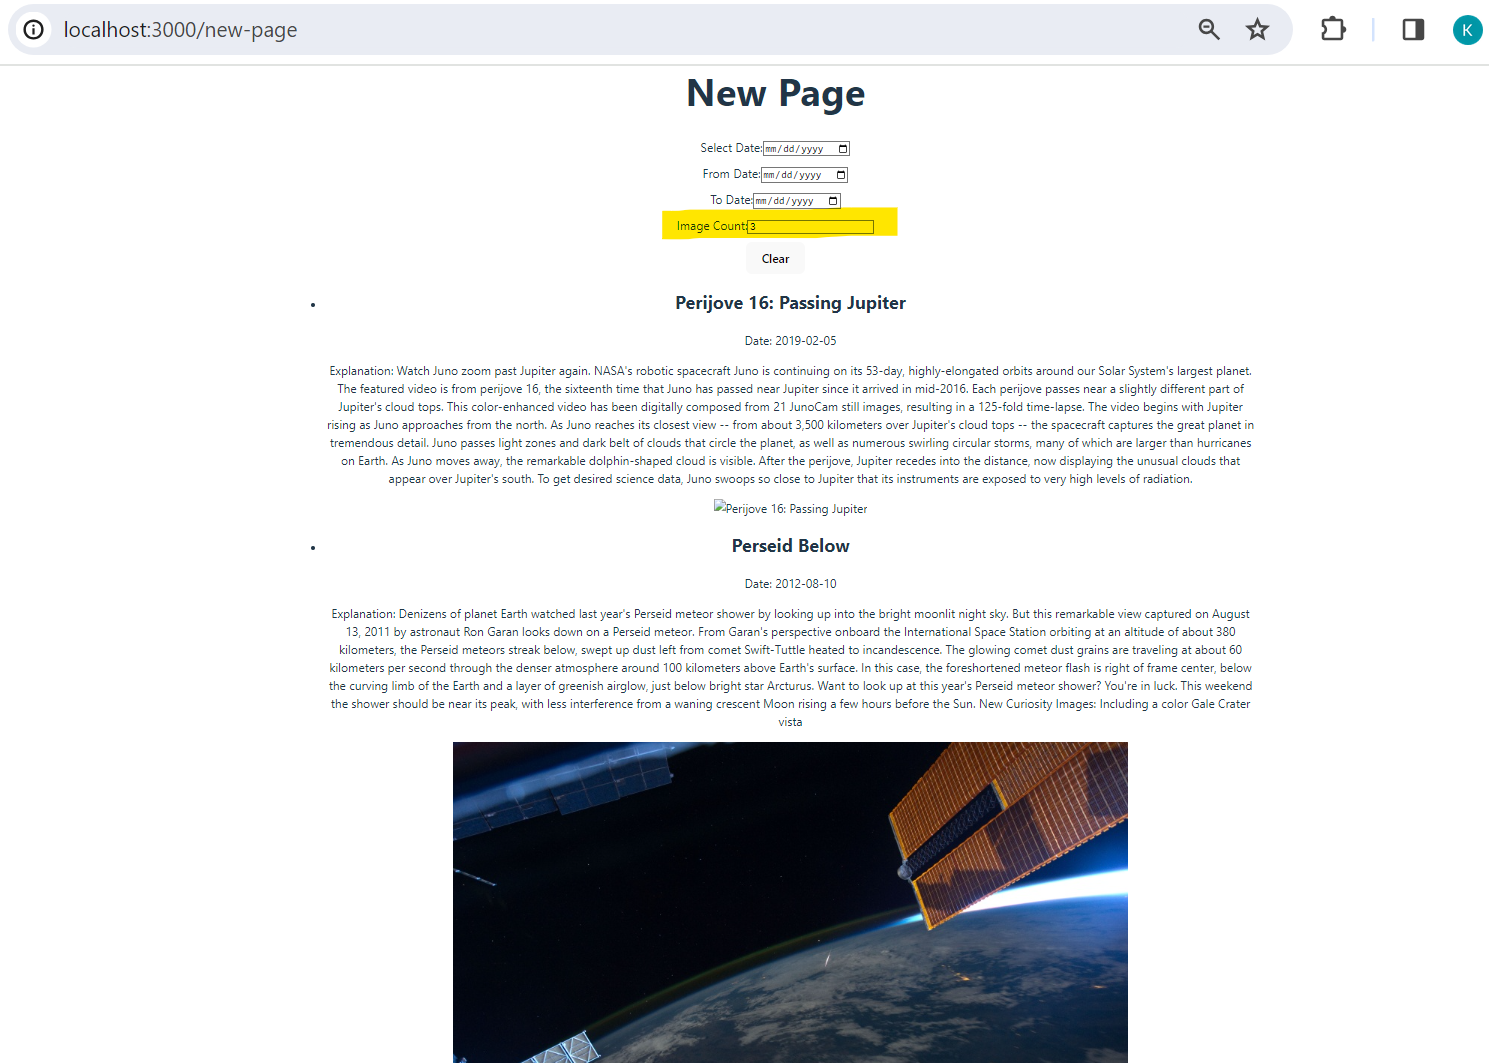 localhost:3000/new-page
K
New Page
Select Date: mm/dd/yyyy
From Date: mm/dd/yyyy
To Date: mm/dd/yyyy
Image Count: 3
Clear
Perijove 16: Passing Jupiter
Date: 2019-02-05
Explanation: Watch Juno zoom past Jupiter again. NASA's robotic spacecraft Juno is continuing on its 53-day, highly-elongated orbits around our Solar System's largest planet.
The featured video is from perijove 16, the sixteenth time that Juno has passed near Jupiter since it arrived in mid-2016. Each perijove passes near a slightly different part of
Jupiter's cloud tops. This color-enhanced video has been digitally composed from 21 JunoCam still images, resulting in a 125-fold time-lapse. The video begins with Jupiter
rising as Juno approaches from the north. As Juno reaches its closest view -- from about 3,500 kilometers over Jupiter's cloud tops -- the spacecraft captures the great planet in
tremendous detail. Juno passes light zones and dark belt of clouds that circle the planet, as well as numerous swirling circular storms, many of which are larger than hurricanes
on Earth. As Juno moves away, the remarkable dolphin-shaped cloud is visible. After the perijove, Jupiter recedes into the distance, now displaying the unusual clouds that
appear over Jupiter's south. To get desired science data, Juno swoops so close to Jupiter that its instruments are exposed to very high levels of radiation.
Perijove 16: Passing Jupiter
Perseid Below
Date: 2012-08-10
Explanation: Denizens of planet Earth watched last year's Perseid meteor shower by looking up into the bright moonlit night sky. But this remarkable view captured on August
13, 2011 by astronaut Ron Garan looks down on a Perseid meteor. From Garan's perspective onboard the International Space Station orbiting at an altitude of about 380
kilometers, the Perseid meteors streak below, swept up dust left from comet Swift-Tuttle heated to incandescence. The glowing comet dust grains are traveling at about 60
kilometers per second through the denser atmosphere around 100 kilometers above Earth's surface. In this case, the foreshortened meteor flash is right of frame center, below
the curving limb of the Earth and a layer of greenish airglow, just below bright star Arcturus. Want to look up at this year's Perseid meteor shower? You're in luck. This weekend
the shower should be near its peak, with less interference from a waning crescent Moon rising a few hours before the Sun. New Curiosity Images: Including a color Gale Crater
vista